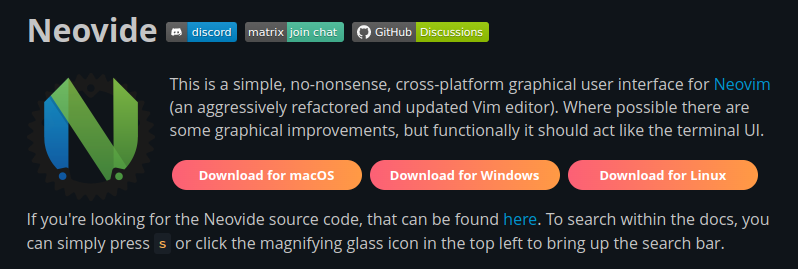 Neovide discord matrix join chat GitHub Discussions
This is a simple, no-nonsense, cross-platform graphical user interface for Neovim
(an aggressively refactored and updated Vim editor). Where possible there are
some graphical improvements, but functionally it should act like the terminal UI.
Download for macOS Download for Windows Download for Linux
If you're looking for the Neovide source code, that can be found here. To search within the docs, you
can simply press s or click the magnifying glass icon in the top left to bring up the search bar.